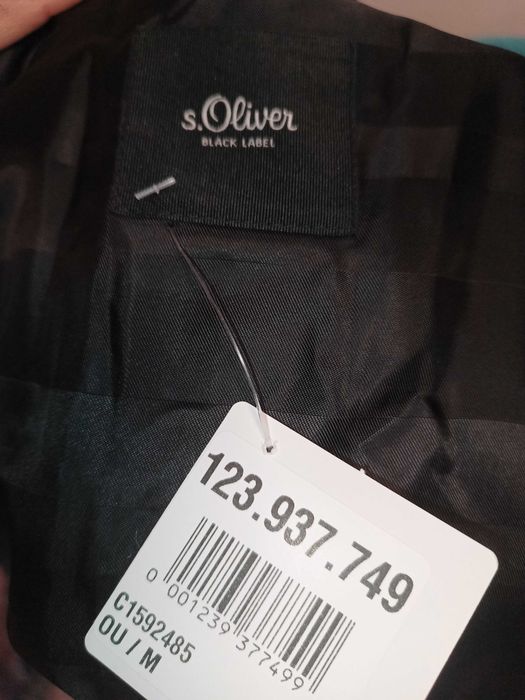 s.Oliver
BLACK LABEL
123.937.749
0 001239 377499
C1592485
OU / M